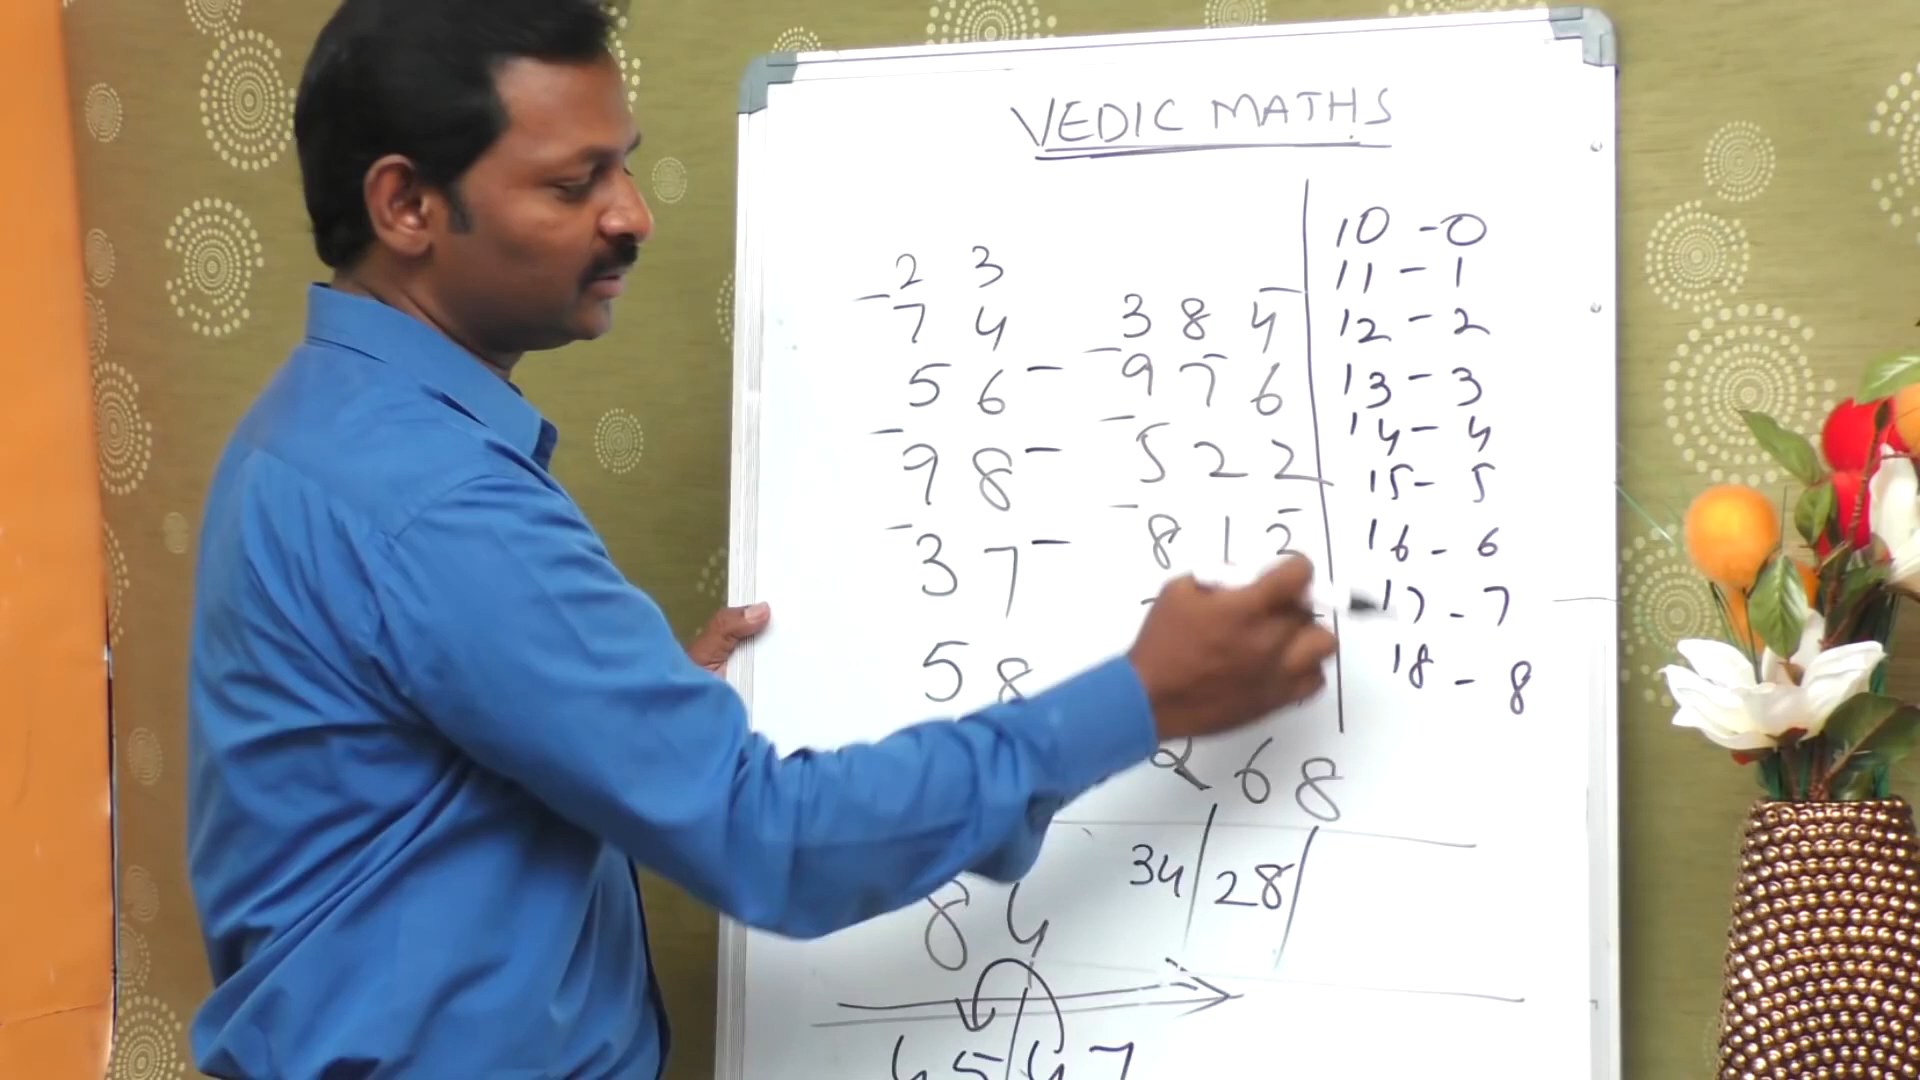 VEDIC MATHS
2 3
7 4
5 6
9 8
3 7
5 8
8 4
45/47
3 8 4
9 7 6
5 2 2
8 1 2
2 6 8
34/28/
10 - 0
11 - 1
12 - 2
13 - 3
14 - 4
15 - 5
16 - 6
17 - 7
18 - 8